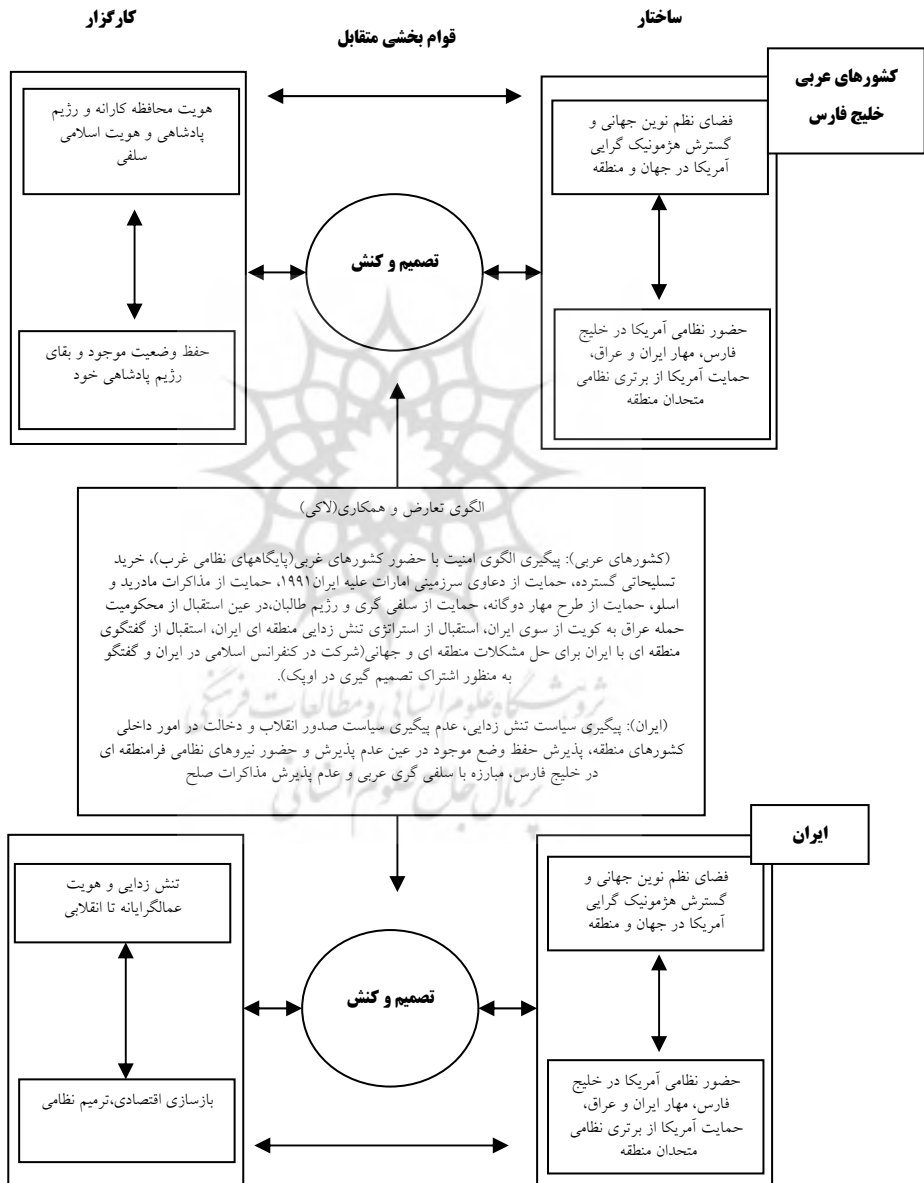 ساختار
کارگزار
قوام بخشی متقابل
کشورهای عربی
خلیج فارس
فضای نظم نوین جهانی و
گسترش هژمونیک گرایی
آمریکا در جهان و منطقه
هویت محافظه کارانه و رژیم
پادشاهی و هویت اسلامی
سلفی
تصمیم و کنش
حضور نظامی آمریکا در خلیج
فارس، مهار ایران و عراق،
حمایت آمریکا از برتری نظامی
متحدان منطقه
حفظ وضعیت موجود و بقای
رژیم پادشاهی خود
الگوی تعارض و همکاری(لاکی)
(کشورهای عربی): پیگیری الگوی امنیت با حضور کشورهای غربی(پایگاههای نظامی غرب)، خرید
تسلیحاتی گسترده، حمایت از دعاوی سرزمینی امارات علیه ایران۱۹۹۱، حمایت از مذاکرات مادرید و
اسلو، حمایت از طرح مهار دوگانه، حمایت از سلفی گری و رژیم طالبان،در عین استقبال از محکومیت
حمله عراق به کویت از سوی ایران، استقبال از استراتژی تنش زدایی منطقه ای ایران، استقبال از گفتگوی
منطقه ای با ایران برای حل مشکلات منطقه ای و جهانی(شرکت در کنفرانس اسلامی در ایران و گفتگو
به منظور اشتراک تصمیم گیری در اوپک).
(ایران): پیگیری سیاست تنش زدایی، عدم پیگیری سیاست صدور انقلاب و دخالت در امور داخلی
کشورهای منطقه، پذیرش حفظ وضع موجود در عین عدم پذیرش و حضور نیروهای نظامی فرامنطقه ای
در خلیج فارس، مبارزه با سلفی گری عربی و عدم پذیرش مذاکرات صلح
پژوهشگاه علوم انسانی و مطالعات فرهنگی
پرتال جامع علوم انسانی
ایران
فضای نظم نوین جهانی و
گسترش هژمونیک گرایی
آمریکا در جهان و منطقه
تنش زدایی و هویت
عملگرایانه تا انقلابی
تصمیم و کنش
حضور نظامی آمریکا در خلیج
فارس، مهار ایران و عراق،
حمایت آمریکا از برتری نظامی
متحدان منطقه
بازسازی اقتصادی،ترمیم نظامی